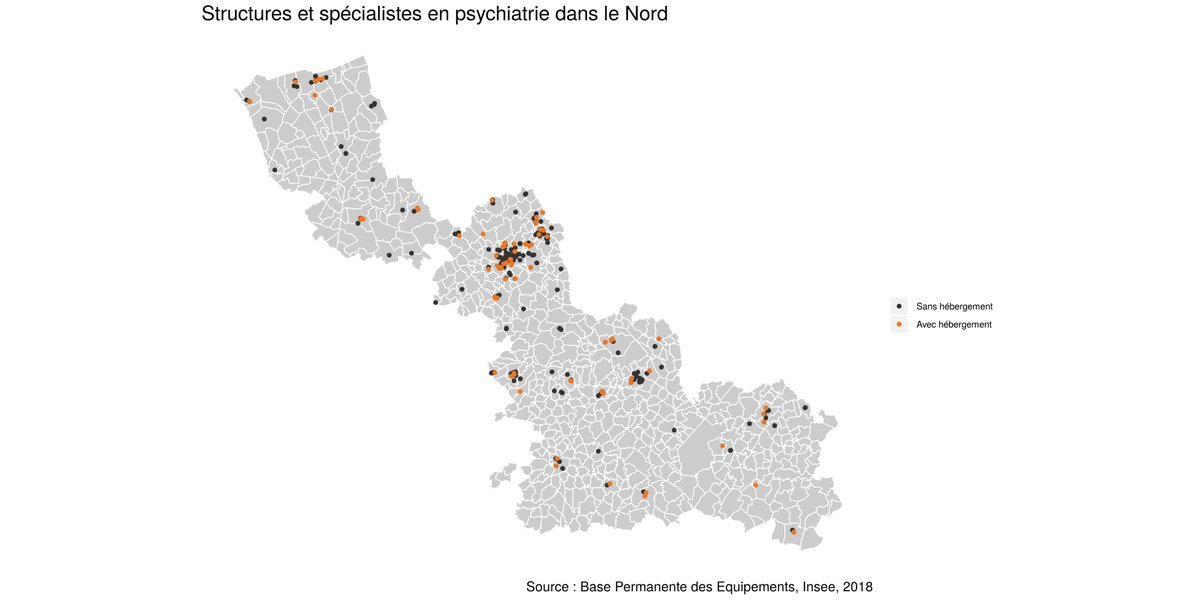 Structures et spécialistes en psychiatrie dans le Nord
Sans hébergement
Avec hébergement
Source : Base Permanente des Equipements, Insee, 2018